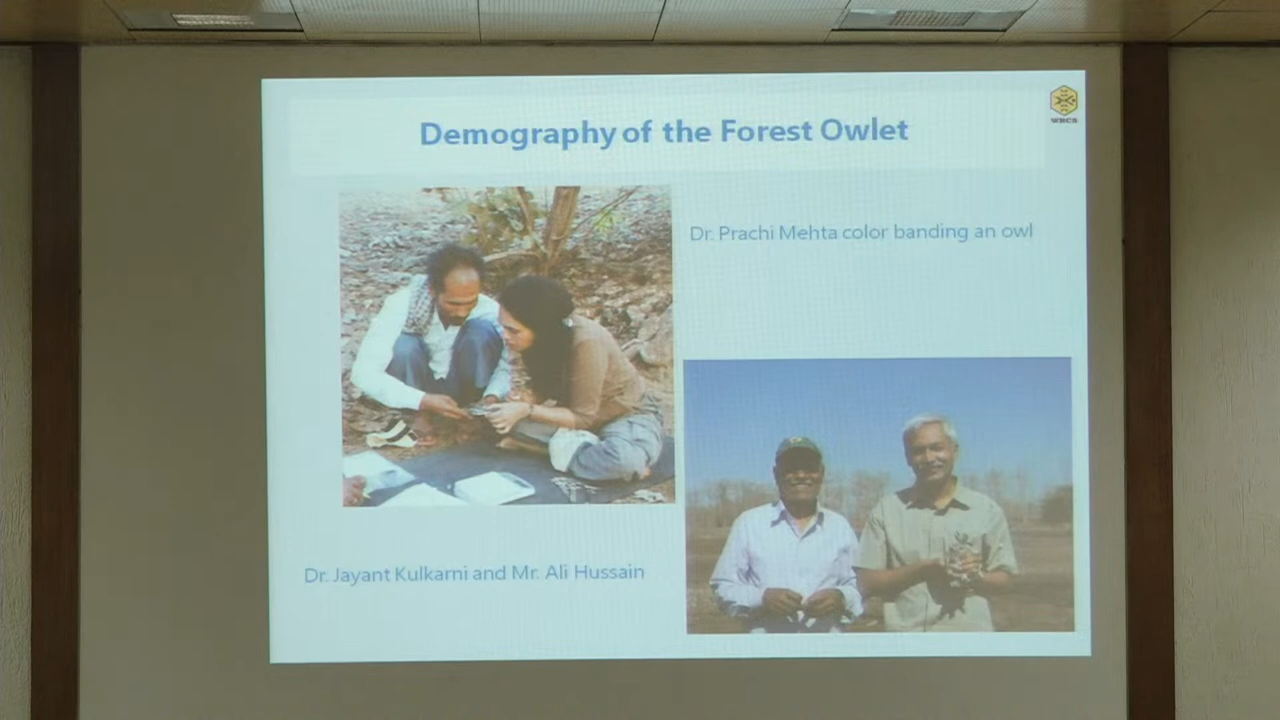 Demography of the Forest Owlet
WRCS
Dr. Prachi Mehta color banding an owl
Dr. Jayant Kulkarni and Mr. Ali Hussain